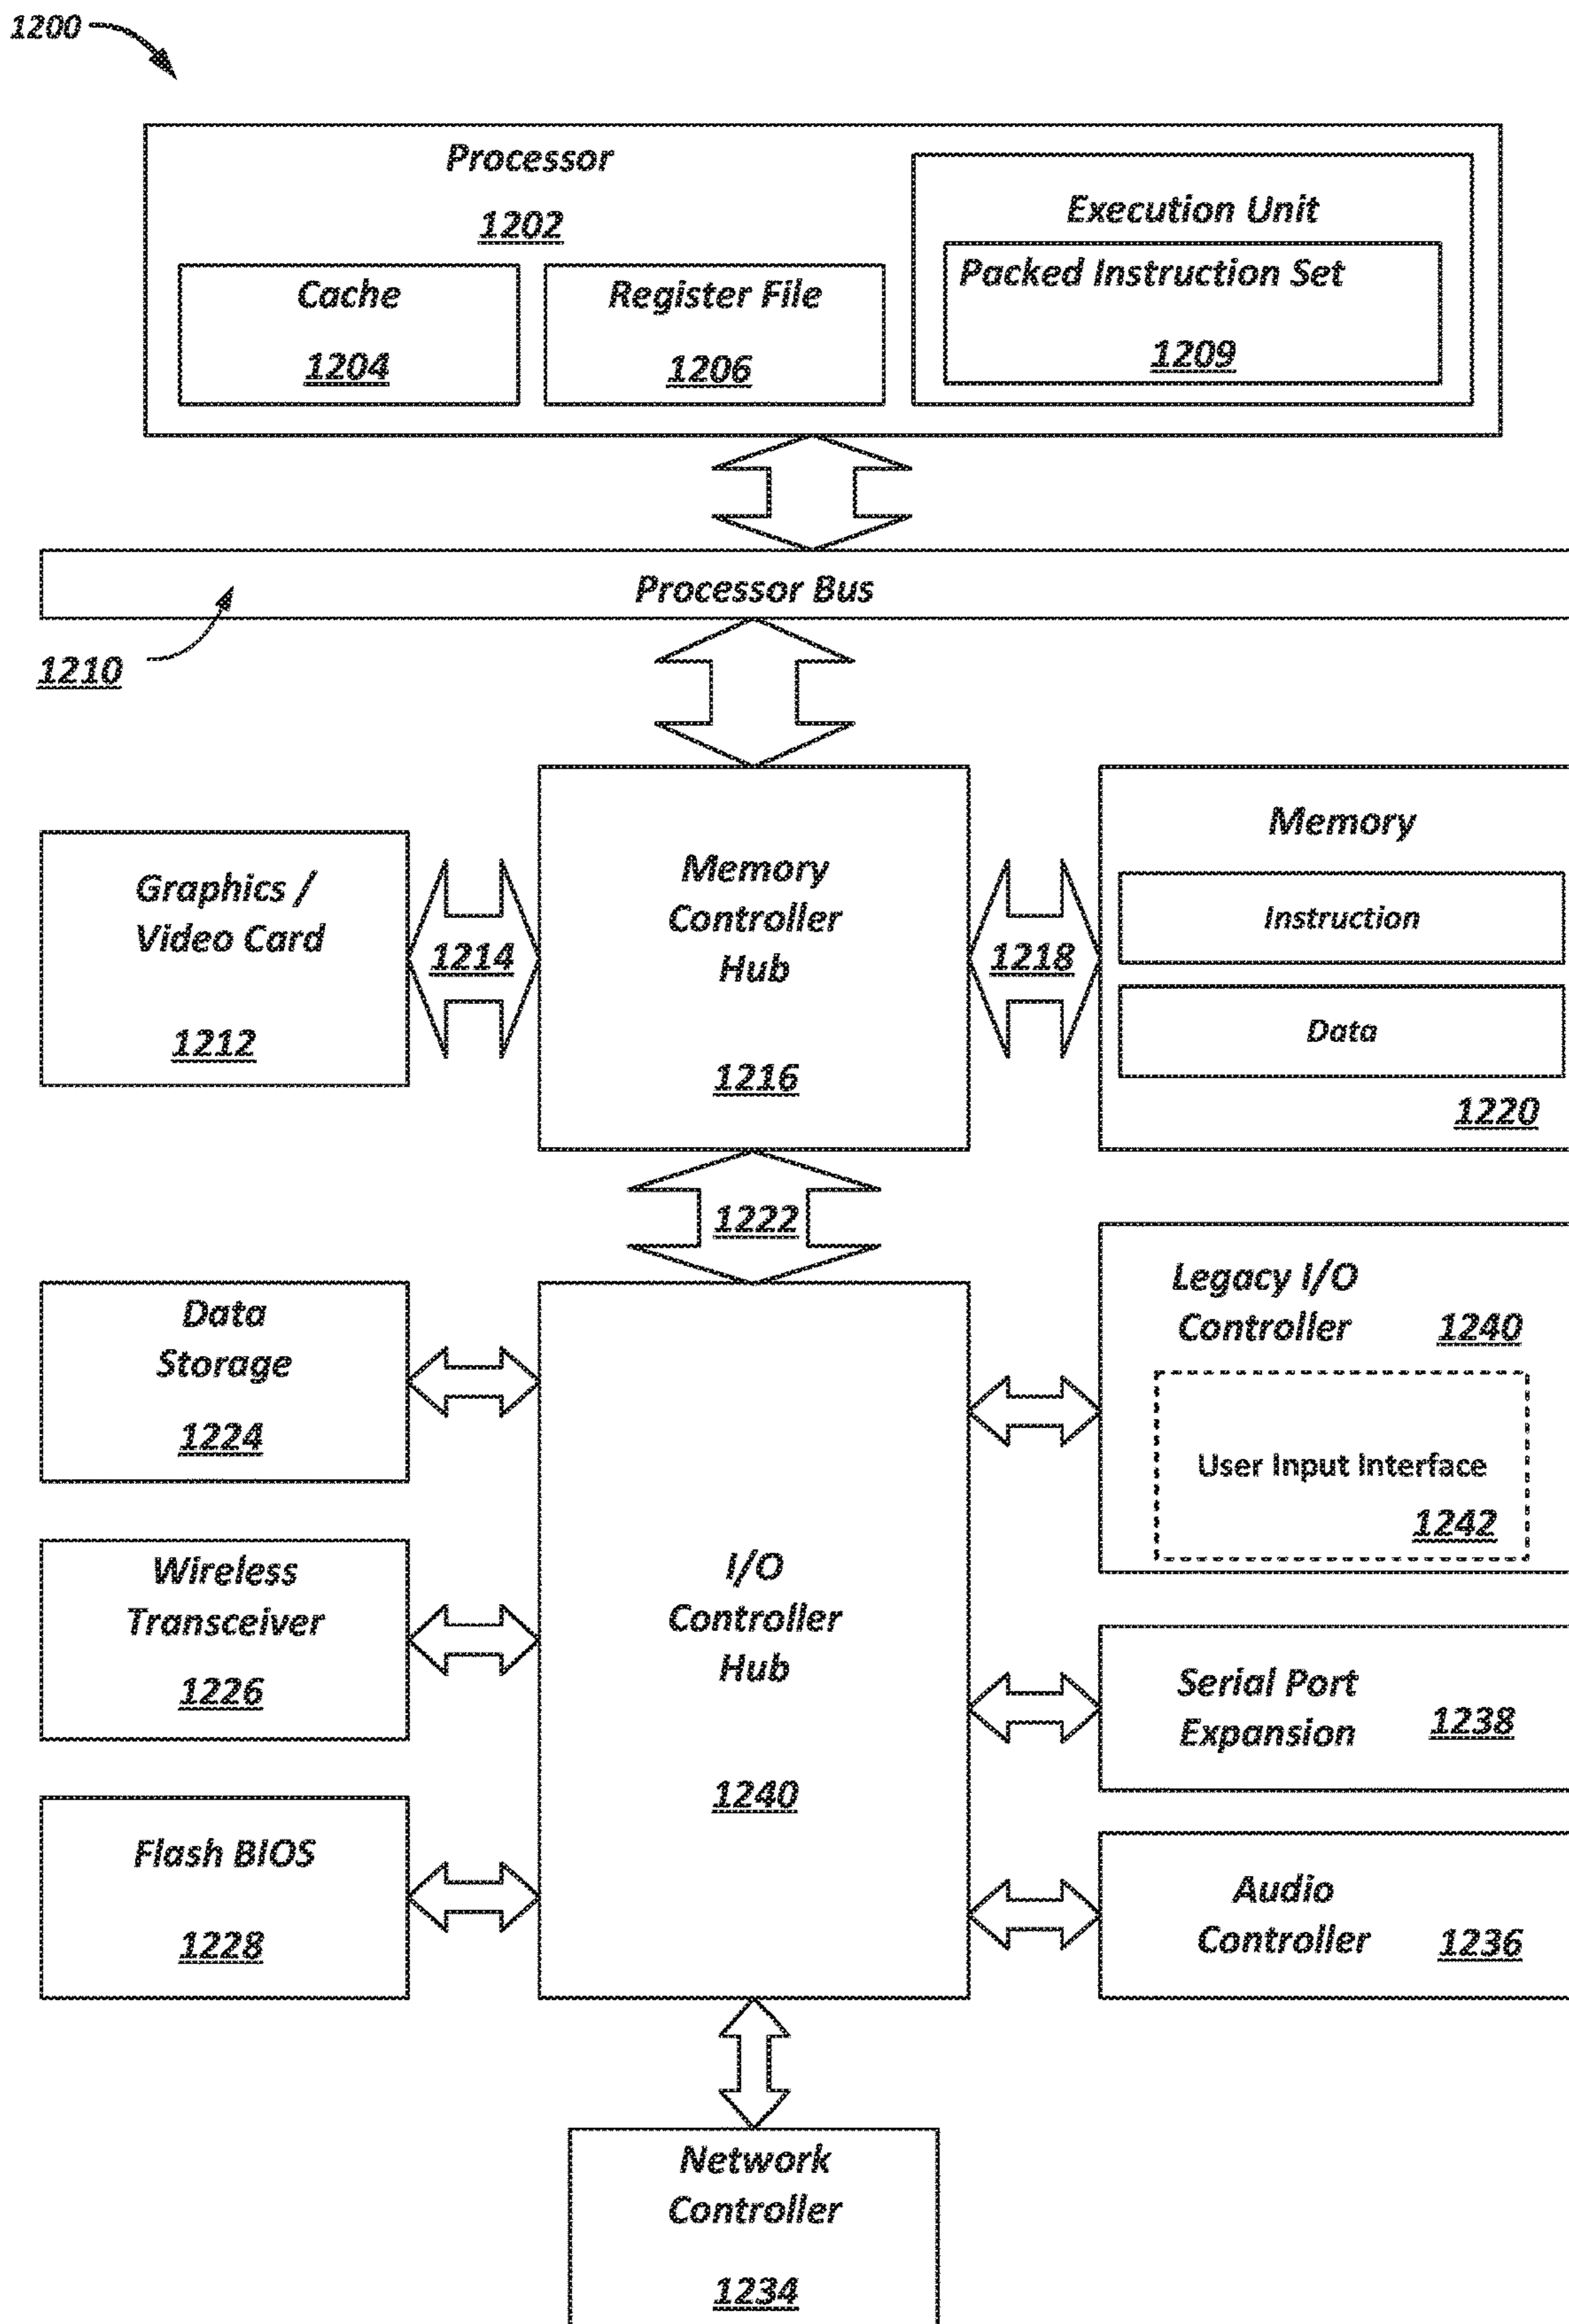 1200
Processor
1202
Cache
1204
Register File
1206
Execution Unit
Packed Instruction Set
1209
Processor Bus
1210
Graphics /
Video Card
1212
1214
Memory
Controller
Hub
1216
1218
Memory
Instruction
Data
1220
1222
Data
Storage
1224
Wireless
Transceiver
1226
Flash BIOS
1228
I/O
Controller
Hub
1240
Legacy I/O
Controller 1240
User Input Interface
1242
Serial Port
Expansion 1238
Audio
Controller 1236
Network
Controller
1234